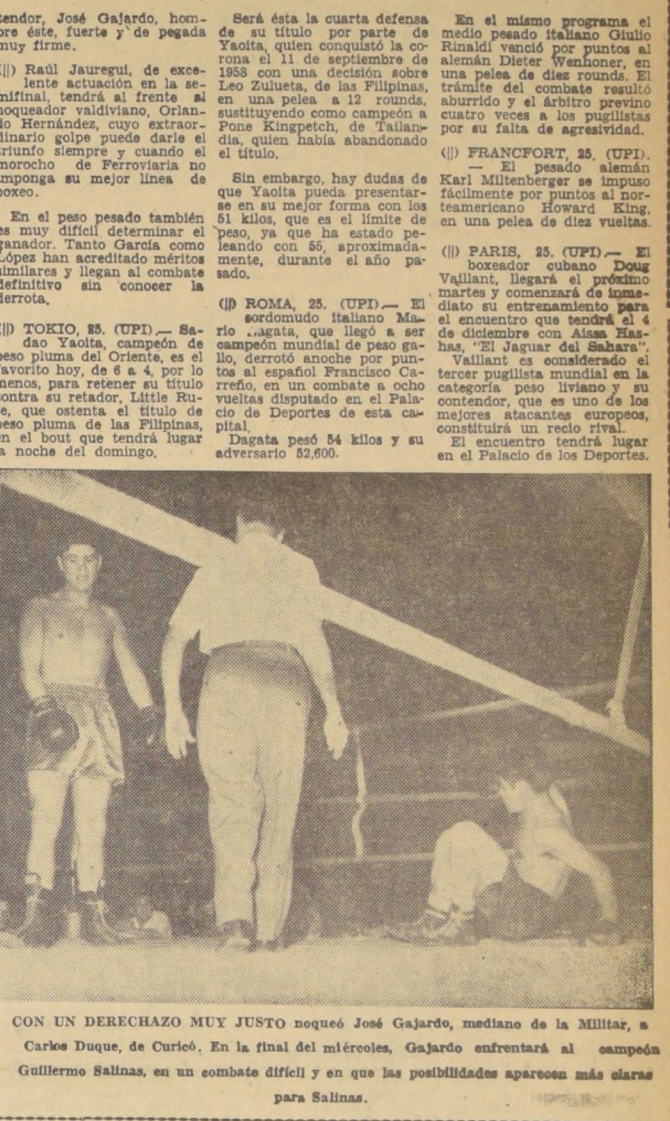 tendor, José Gajardo, hom-
bre éste, fuerte y de pegada
muy firme.
(||) Raúl Jauregui, de exce-
lente actuación en la se-
mifinal, tendrá al frente al
noqueador valdiviano, Orlan-
do Hernández, cuyo extraor-
dinario golpe puede darle el
triunfo siempre y cuando el
morocho de Ferroviaria no
imponga su mejor línea de
boxeo.
En el peso pesado también
es muy difícil determinar el
ganador. Tanto García como
López han acreditado méritos
similares y llegan al combate
definitivo sin conocer la
derrota.
(||) TOKIO, 25. (UPI).— Sa-
dao Yaoita, campeón de
peso pluma del Oriente, es el
favorito hoy, de 6 a 4, por lo
menos, para retener su título
contra su retador, Little Ru-
fe, que ostenta el título de
peso pluma de las Filipinas,
en el bout que tendrá lugar
la noche del domingo.
Será ésta la cuarta defensa
de su título por parte de
Yaoita, quien conquistó la co-
rona el 11 de septiembre de
1958 con una decisión sobre
Leo Zulueta, de las Filipinas,
en una pelea a 12 rounds,
sustituyendo como campeón a
Pone Kingpetch, de Tailan-
dia, quien había abandonado
el título.
Sin embargo, hay dudas de
que Yaoita pueda presentar-
se en su mejor forma con los
51 kilos, que es el límite de
peso, ya que ha estado pe-
leando con 55, aproximada-
mente, durante el año pa-
sado.
(||) ROMA, 25. (UPI).— El
sordomudo italiano Ma-
rio Dagata, que llegó a ser
campeón mundial de peso ga-
llo, derrotó anoche por pun-
tos al español Francisco Ca-
rreño, en un combate a ocho
vueltas disputado en el Pala-
cio de Deportes de esta ca-
pital.
Dagata pesó 54 kilos y su
adversario 52,600.
En el mismo programa el
medio pesado italiano Giulio
Rinaldi venció por puntos al
alemán Dieter Wenhoner, en
una pelea de diez rounds. El
trámite del combate resultó
aburrido y el árbitro previno
cuatro veces a los pugilistas
por su falta de agresividad.
(||) FRANCFORT, 25. (UPI).
— El pesado alemán
Karl Miltenberger se impuso
fácilmente por puntos al nor-
teamericano Howard King,
en una pelea de diez vueltas.
(||) PARIS, 25. (UPI).— El
boxeador cubano Doug
Vaillant, llegará el próximo
martes y comenzará de inme-
diato su entrenamiento para
el encuentro que tendrá el 4
de diciembre con Aissa Has-
has, "El Jaguar del Sahara".
Vaillant es considerado el
tercer pugilista mundial en la
categoría peso liviano y su
contendor, que es uno de los
mejores atacantes europeos,
constituirá un recio rival.
El encuentro tendrá lugar
en el Palacio de los Deportes.
CON UN DERECHAZO MUY JUSTO noqueó José Gajardo, mediano de la Militar, a
Carlos Duque, de Curicó. En la final del miércoles, Gajardo enfrentará al campeón
Guillermo Salinas, en un combate difícil y en que las posibilidades aparecen más claras
para Salinas.